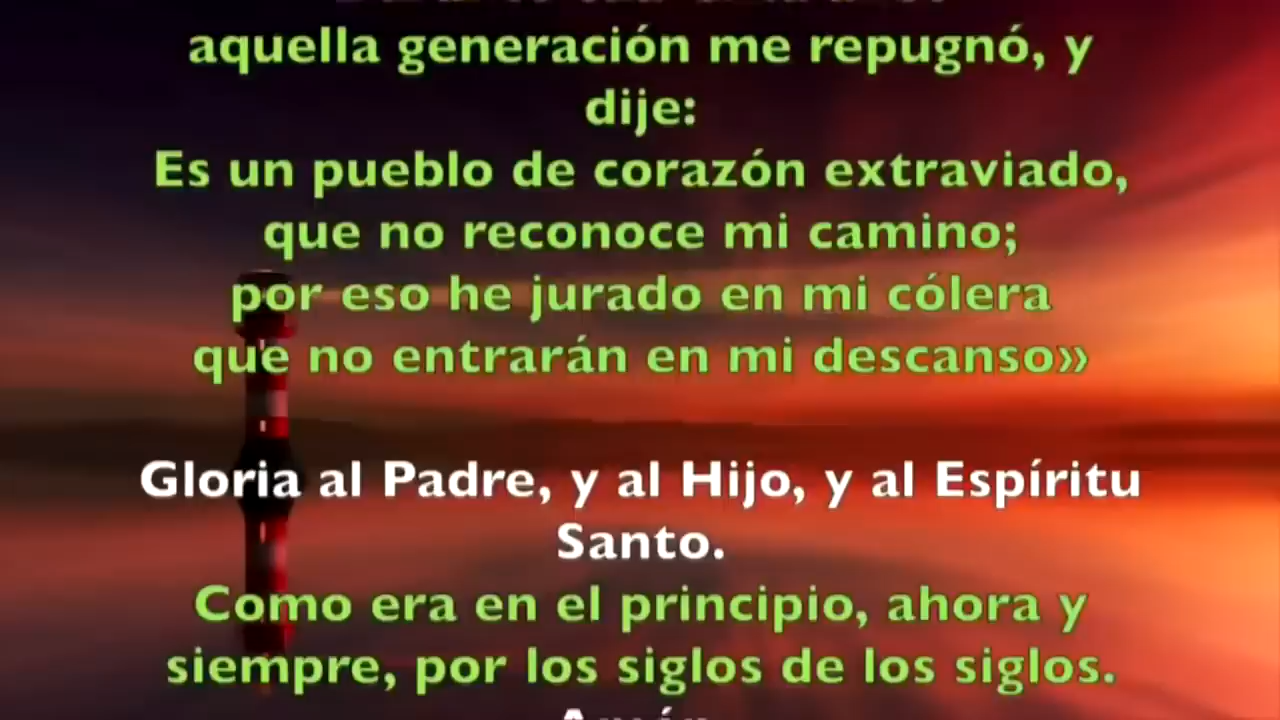 aquella generación me repugnó, y
dije:
Es un pueblo de corazón extraviado,
que no reconoce mi camino;
por eso he jurado en mi cólera
que no entrarán en mi descanso»
Gloria al Padre, y al Hijo, y al Espíritu
Santo.
Como era en el principio, ahora y
siempre, por los siglos de los siglos.